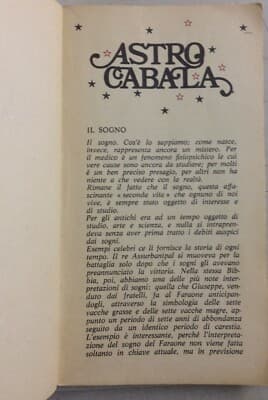 ASTRO
CABALA
IL SOGNO
Il sogno. Cos'è lo sappiamo; come nasce,
invece, rappresenta ancora un mistero. Per
il medico è un fenomeno fisiopsichico le cui
vere cause sono ancora da studiare; per molti
è un ben preciso presagio, per altri non ha
niente a che vedere con la realtà.
Rimane il fatto che il sogno, questa affa-
scinante « seconda vite » che ognuno di noi
vive, è sempre stato oggetto di interesse e
di studio.
Per gli antichi era ad un tempo oggetto di
studio, arte e scienza, e nulla si intrapren-
deva senza aver prima tratto i debiti auspici
dai sogni.
Esempi celebri ce li fornisce la storia di ogni
tempo. Il re Assurbanipal si muoveva per la
battaglia solo dopo che i sogni gli avevano
preannunciato la vittoria. Nella stessa Bib-
bia, poi, abbiamo una delle più note inter-
pretazioni di sogni: quella che Giuseppe, ven-
duto dai fratelli, fa al Faraone anticipan-
dogli, attraverso la simbologia delle sette
vacche grasse e delle sette vacche magre, ap-
punto un periodo di sette anni di abbondanza
seguito da un identico periodo di carestia.
L'esempio è interessante, perché l'interpreta-
zione del sogno del Faraone non viene fatta
soltanto in chiave attuale, ma in previsione